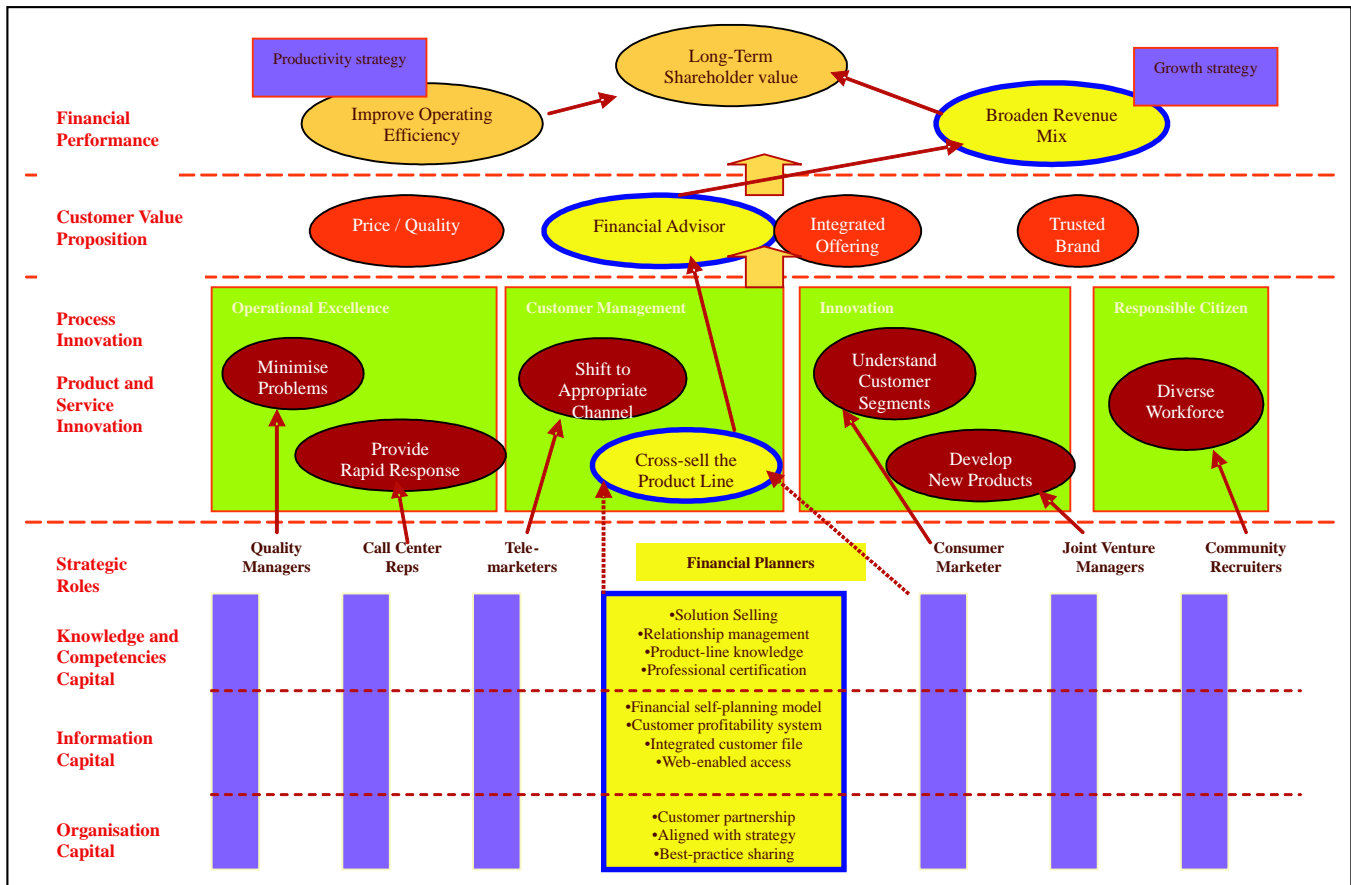 Productivity strategy
Long-Term
Shareholder value
Growth strategy
Financial
Performance
Improve Operating
Efficiency
Broaden Revenue
Mix
Customer Value
Proposition
Price / Quality
Financial Advisor
Integrated
Offering
Trusted
Brand
Process
Innovation
Product and
Service
Innovation
Operational Excellence
Minimise
Problems
Provide
Rapid Response
Customer Management
Shift to
Appropriate
Channel
Cross-sell the
Product Line
Innovation
Understand
Customer
Segments
Develop
New Products
Responsible Citizen
Diverse
Workforce
Strategic
Roles
Quality
Managers
Call Center
Reps
Tele-
marketers
Financial Planners
Consumer
Marketer
Joint Venture
Managers
Community
Recruiters
Knowledge and
Competencies
Capital
•Solution Selling
•Relationship management
•Product-line knowledge
•Professional certification
Information
Capital
•Financial self-planning model
•Customer profitability system
•Integrated customer file
•Web-enabled access
Organisation
Capital
•Customer partnership
•Aligned with strategy
•Best-practice sharing